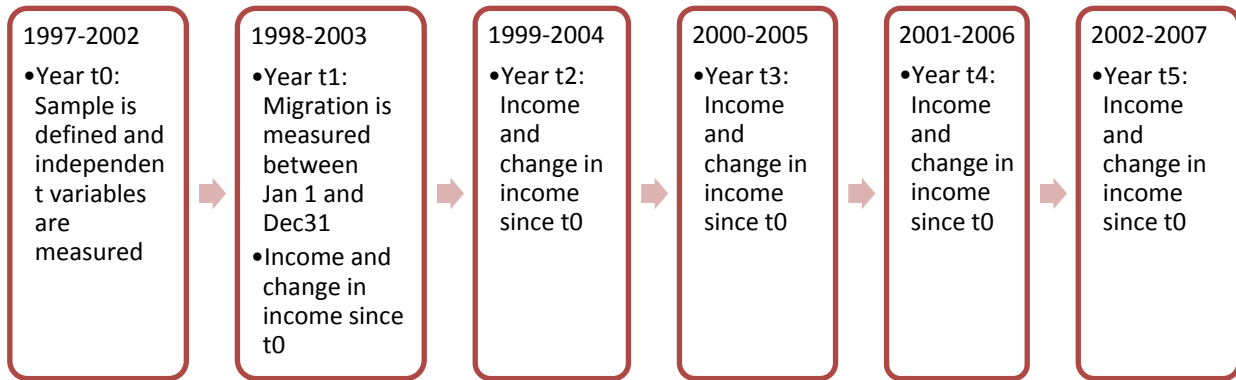 1997-2002
•Year t0:
Sample is
defined and
independen
t variables
are
measured
1998-2003
•Year t1:
Migration is
measured
between
Jan 1 and
Dec31
•Income and
change in
income since
t0
1999-2004
•Year t2:
Income
and
change in
income
since t0
2000-2005
•Year t3:
Income
and
change in
income
since t0
2001-2006
•Year t4:
Income
and
change in
income
since t0
2002-2007
•Year t5:
Income
and
change in
income
since t0